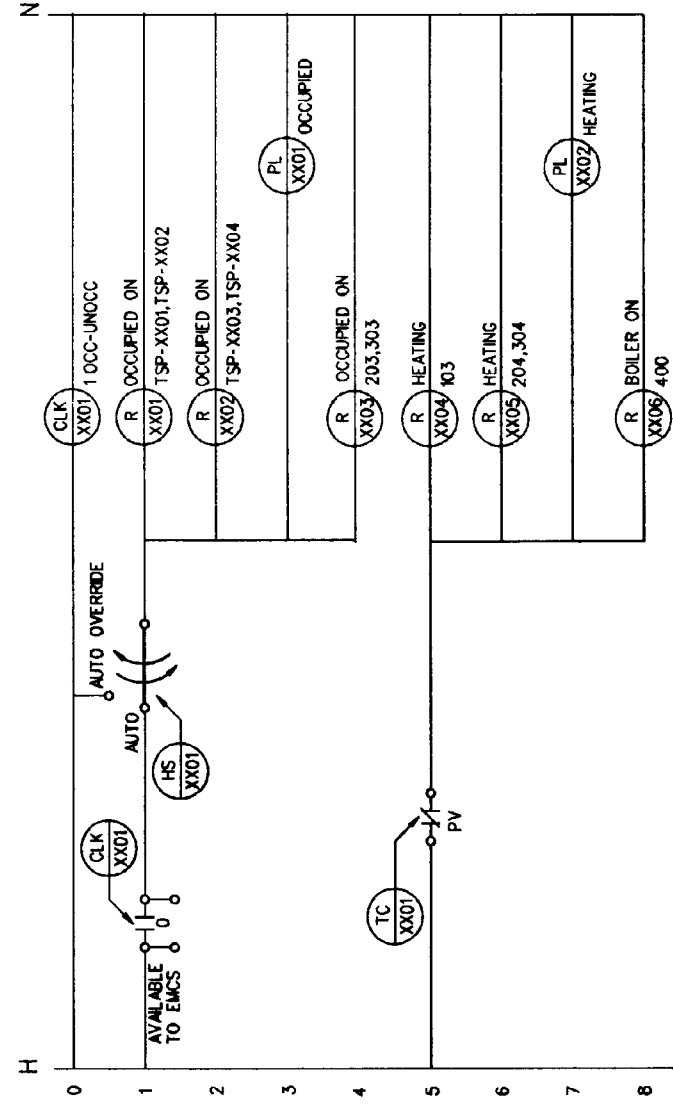 H
N
0
CLK
XX01
1 OCC-UNOCC
AUTO OVERRIDE
1
AVAILABLE
TO EMCS
0
CLK
XX01
AUTO
HS
XX01
R
XX01
OCCUPIED ON
TSP-XX01,TSP-XX02
2
R
XX02
OCCUPIED ON
TSP-XX03,TSP-XX04
3
PL
XX01
OCCUPIED
4
R
XX03
OCCUPIED ON
203,303
5
TC
XX01
PV
R
XX04
HEATING
103
6
R
XX05
HEATING
204,304
7
PL
XX02
HEATING
8
R
XX06
BOILER ON
400